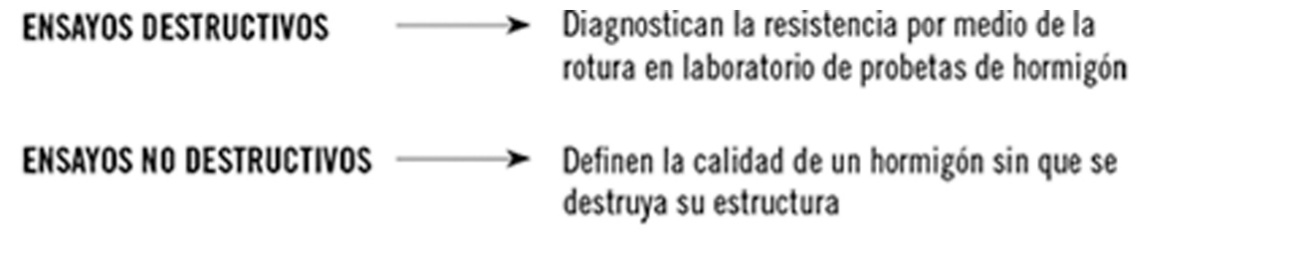 ENSAYOS DESTRUCTIVOS
Diagnostican la resistencia por medio de la
rotura en laboratorio de probetas de hormigón
ENSAYOS NO DESTRUCTIVOS
Definen la calidad de un hormigón sin que se
destruya su estructura